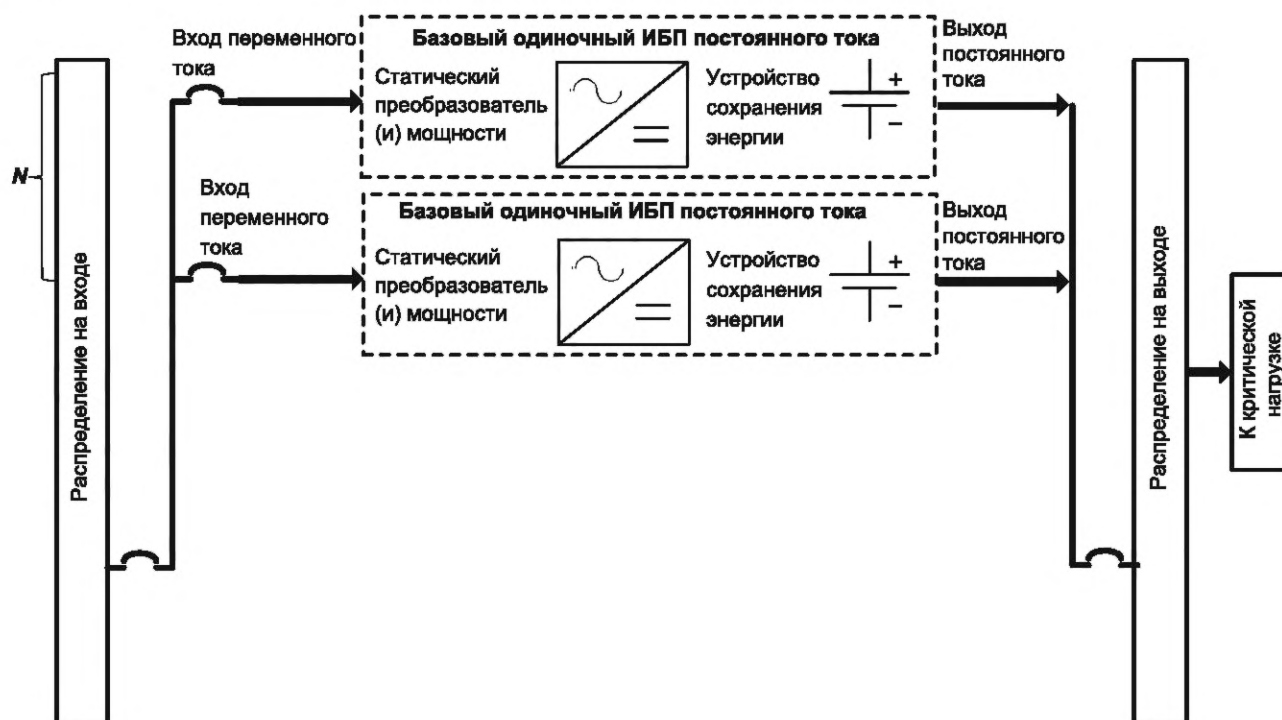 Вход переменного
тока
Базовый одиночный ИБП постоянного тока
Статический
преобразователь
(и) мощности
Устройство
сохранения
энергии
+
−
Выход
постоянного
тока
N
Вход
переменного
тока
Базовый одиночный ИБП постоянного тока
Статический
преобразователь
(и) мощности
Устройство
сохранения
энергии
+
−
Выход
постоянного
тока
Распределение на входе
Распределение на выходе
К критической
нагрузке